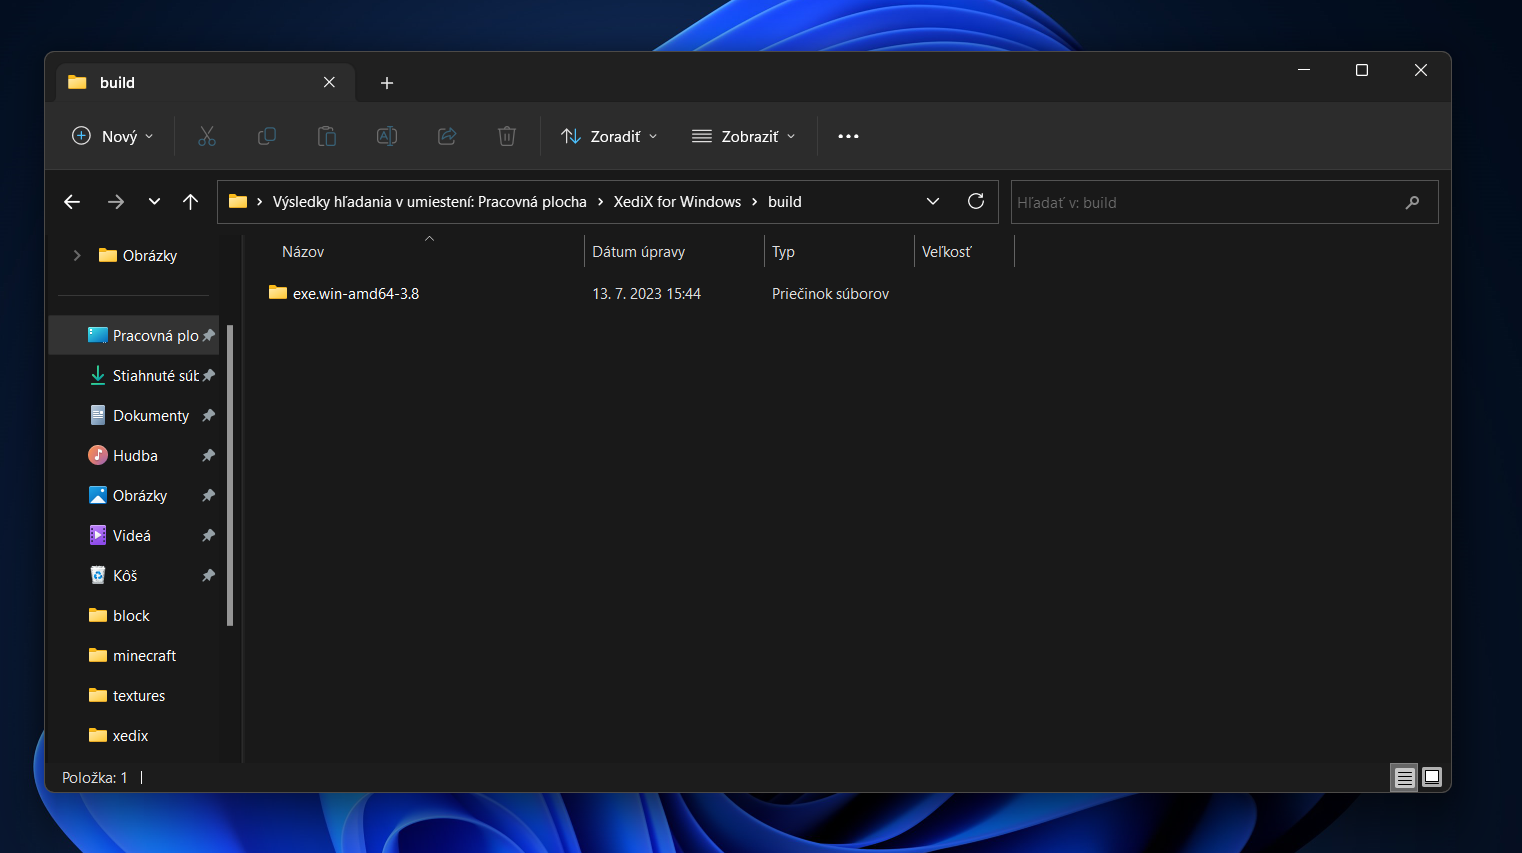 build
Nový
Zoradiť
Zobraziť
Výsledky hľadania v umiestení: Pracovná plocha > XediX for Windows > build
Hľadať v: build
Obrázky
Názov Dátum úpravy Typ Veľkosť
exe.win-amd64-3.8 13. 7. 2023 15:44 Priečinok súborov
Pracovná plo
Stiahnuté súb
Dokumenty
Hudba
Obrázky
Videá
Kôš
block
minecraft
textures
xedix
Položka: 1